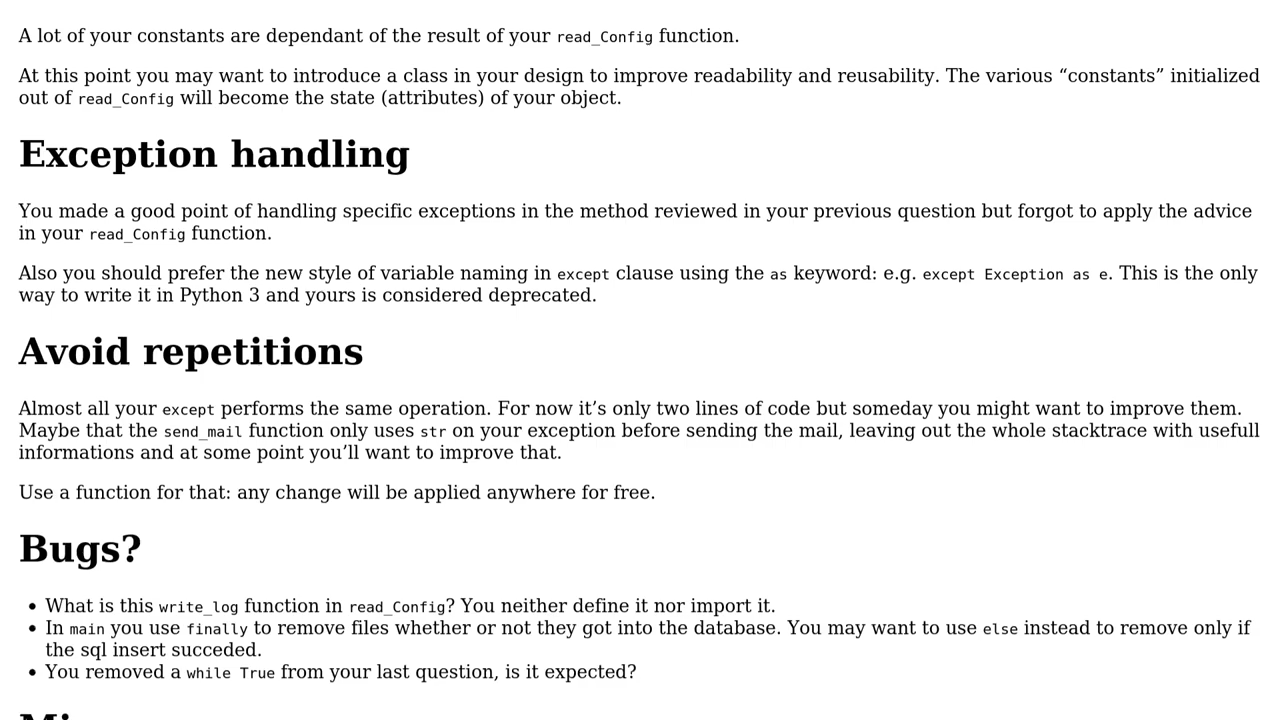 A lot of your constants are dependant of the result of your read_Config function.
At this point you may want to introduce a class in your design to improve readability and reusability. The various “constants” initialized
out of read_Config will become the state (attributes) of your object.
Exception handling
You made a good point of handling specific exceptions in the method reviewed in your previous question but forgot to apply the advice
in your read_Config function.
Also you should prefer the new style of variable naming in except clause using the as keyword: e.g. except Exception as e. This is the only
way to write it in Python 3 and yours is considered deprecated.
Avoid repetitions
Almost all your except performs the same operation. For now it’s only two lines of code but someday you might want to improve them.
Maybe that the send_mail function only uses str on your exception before sending the mail, leaving out the whole stacktrace with usefull
informations and at some point you’ll want to improve that.
Use a function for that: any change will be applied anywhere for free.
Bugs?
• What is this write_log function in read_Config? You neither define it nor import it.
• In main you use finally to remove files whether or not they got into the database. You may want to use else instead to remove only if
the sql insert succeded.
• You removed a while True from your last question, is it expected?